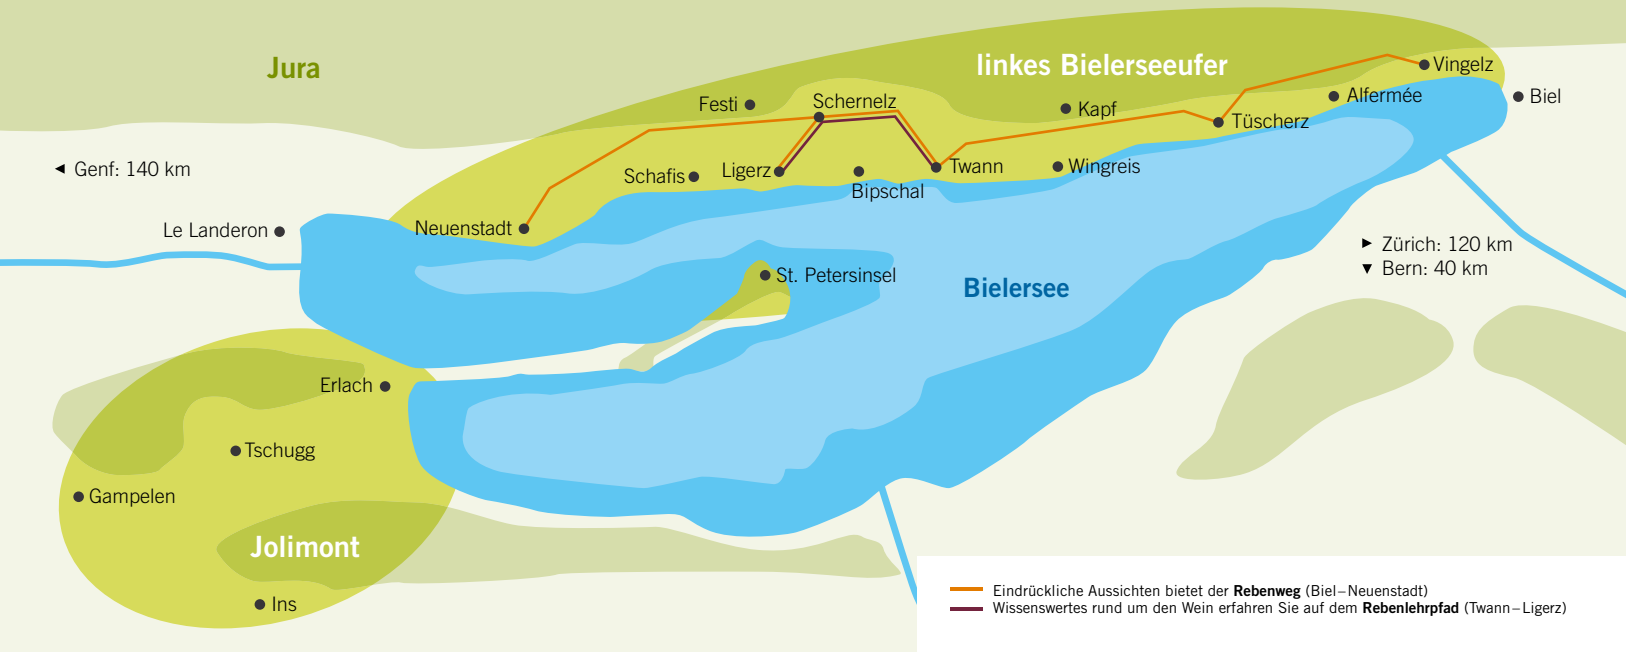 Jura
linkes Bielerseeufer
Vingelz
Festi
Schernelz
Kapf
Alfermée
Biel
Tüscherz
◄ Genf: 140 km
Schafis
Ligerz
Bipschal
Twann
Wingreis
Le Landeron
Neuenstadt
► Zürich: 120 km
▼ Bern: 40 km
St. Petersinsel
Bielersee
Erlach
Tschugg
Gampelen
Jolimont
Ins
Eindrückliche Aussichten bietet der Rebenweg (Biel–Neuenstadt)
Wissenswertes rund um den Wein erfahren Sie auf dem Rebenlehrpfad (Twann–Ligerz)